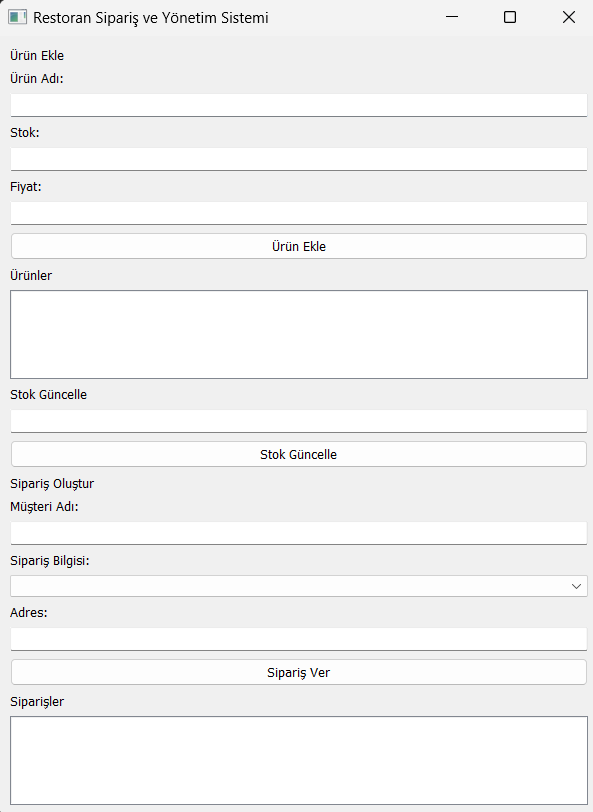 Restoran Sipariş ve Yönetim Sistemi
Ürün Ekle
Ürün Adı:
Stok:
Fiyat:
Ürün Ekle
Ürünler
Stok Güncelle
Stok Güncelle
Sipariş Oluştur
Müşteri Adı:
Sipariş Bilgisi:
Adres:
Sipariş Ver
Siparişler